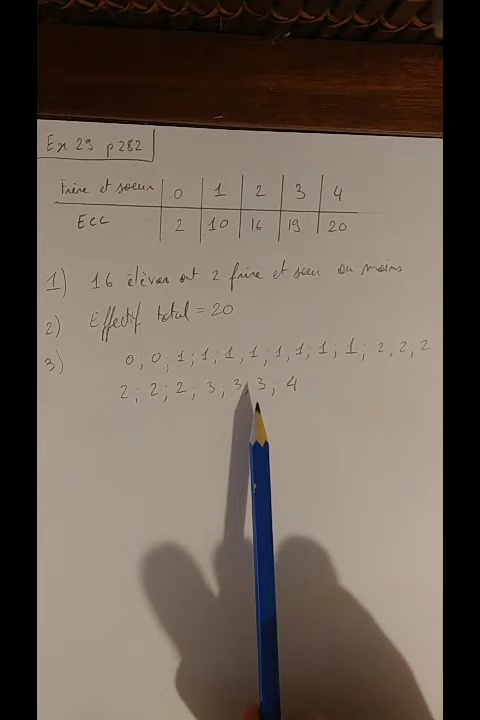 Ex 29 p 282
Frère et soeur 0 1 2 3 4
ECC 2 10 16 19 20
1) 16 élèves ont 2 frère et soeur ou moins
2) Effectif total = 20
3) 0 ; 0 ; 1 ; 1 ; 1 ; 1 ; 1 ; 1 ; 1 ; 1 ; 2 ; 2 ; 2
2 ; 2 ; 2 ; 3 ; 3 ; 3 ; 4